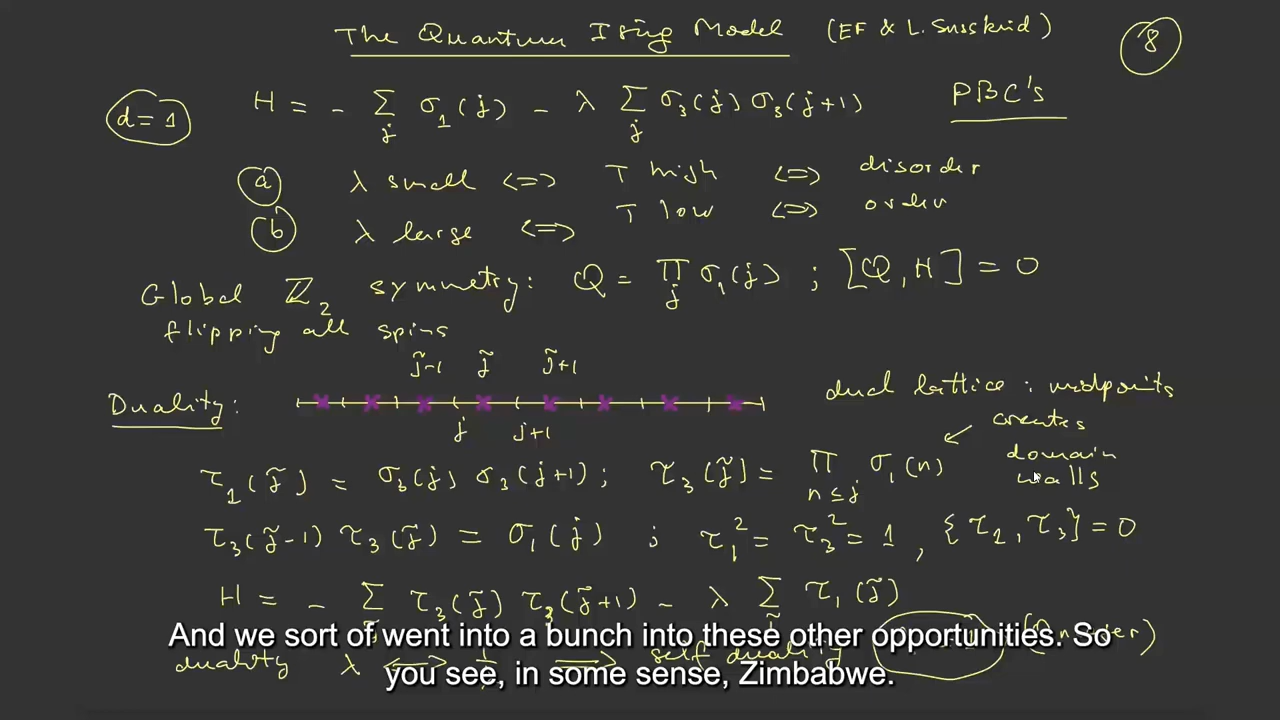 The Quantum Ising Model (EF & L. Susskind)
8
d = 1 H = - Σ_j σ₁(j) - λ Σ_j σ₃(j) σ₃(j+1) PBC's
a λ small <=> T high <=> disorder
b λ large <=> T low <=> order
Global ℤ₂ symmetry: Q = Π_j σ₁(j) ; [Q, H] = 0
flipping all spins
j̃-1 j̃ j̃+1
Duality: dual lattice: midpoints
j j+1
creates
domain
walls
τ₁(j̃) = σ₃(j) σ₃(j+1); τ₃(j̃) = Π_{n≤j} σ₁(n)
τ₃(j̃-1) τ₃(j̃) = σ₁(j) ; τ₁² = τ₃² = 1, {τ₁, τ₃} = 0
H = - Σ τ₃(j̃) τ₃(j̃+1) - λ Σ τ₁(j̃)
duality λ <=> => self duality
And we sort of went into a bunch into these other opportunities. So
you see, in some sense, Zimbabwe.